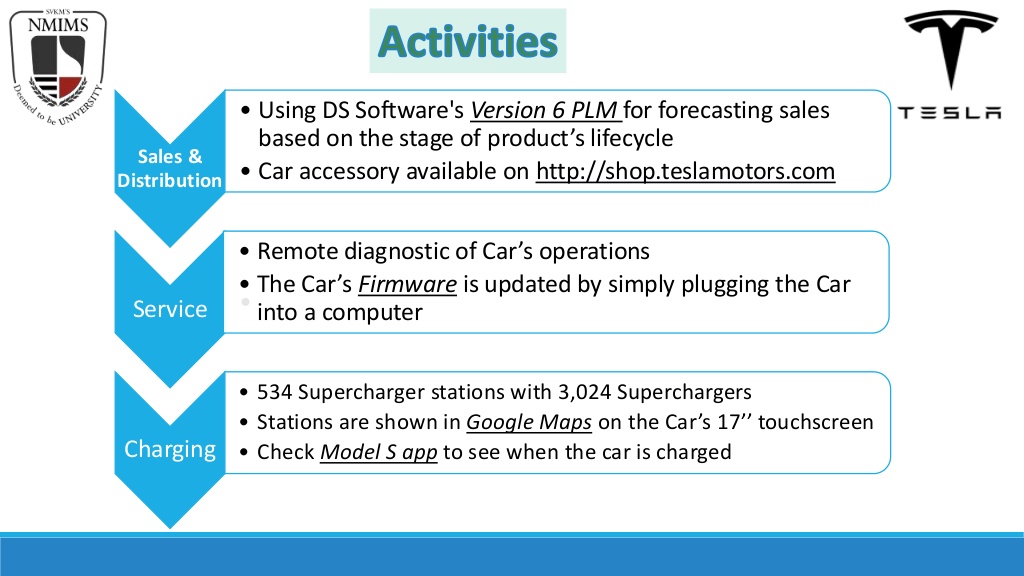 SVKM'S
NMIMS
Deemed to be UNIVERSITY
Activities
TESLA
Sales &
Distribution
• Using DS Software's Version 6 PLM for forecasting sales
based on the stage of product’s lifecycle
• Car accessory available on http://shop.teslamotors.com
Service
• Remote diagnostic of Car’s operations
• The Car’s Firmware is updated by simply plugging the Car
into a computer
Charging
• 534 Supercharger stations with 3,024 Superchargers
• Stations are shown in Google Maps on the Car’s 17’’ touchscreen
• Check Model S app to see when the car is charged